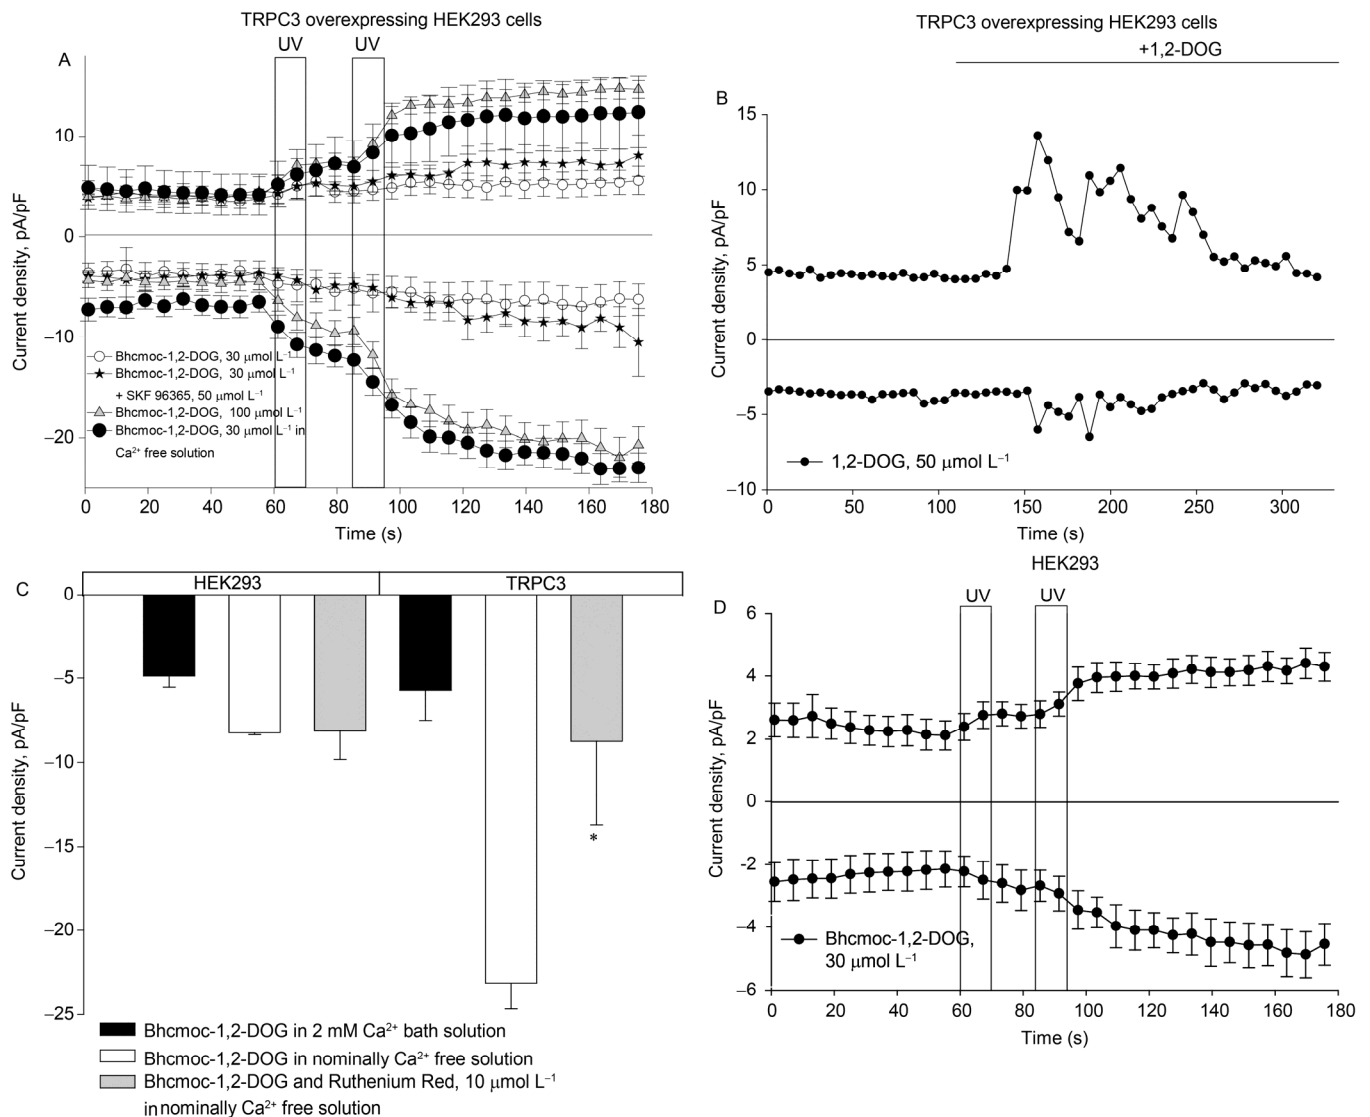 TRPC3 overexpressing HEK293 cells
A
UV
UV
Current density, pA/pF
10
0
−10
−20
Bhcmoc-1,2-DOG, 30 μmol L⁻¹
Bhcmoc-1,2-DOG, 30 μmol L⁻¹
+ SKF 96365, 50 μmol L⁻¹
Bhcmoc-1,2-DOG, 100 μmol L⁻¹
Bhcmoc-1,2-DOG, 30 μmol L⁻¹ in
Ca²⁺ free solution
0 20 40 60 80 100 120 140 160 180
Time (s)
TRPC3 overexpressing HEK293 cells
+1,2-DOG
B
Current density, pA/pF
15
10
5
0
−5
−10
1,2-DOG, 50 μmol L⁻¹
0 50 100 150 200 250 300
Time (s)
C
HEK293
TRPC3
Current density, pA/pF
0
−5
−10
−15
−20
−25
*
Bhcmoc-1,2-DOG in 2 mM Ca²⁺ bath solution
Bhcmoc-1,2-DOG in nominally Ca²⁺ free solution
Bhcmoc-1,2-DOG and Ruthenium Red, 10 μmol L⁻¹
in nominally Ca²⁺ free solution
HEK293
D
UV
UV
Current density, pA/pF
6
4
2
0
-2
-4
-6
Bhcmoc-1,2-DOG,
30 μmol L⁻¹
0 20 40 60 80 100 120 140 160 180
Time (s)